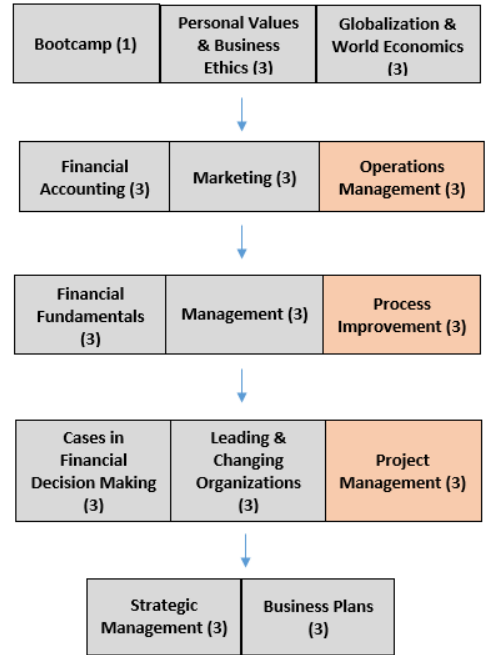 Bootcamp (1)
Personal Values
& Business
Ethics (3)
Globalization &
World Economics
(3)
Financial
Accounting (3)
Marketing (3)
Operations
Management (3)
Financial
Fundamentals
(3)
Management (3)
Process
Improvement (3)
Cases in
Financial
Decision Making
(3)
Leading &
Changing
Organizations
(3)
Project
Management (3)
Strategic
Management (3)
Business Plans
(3)